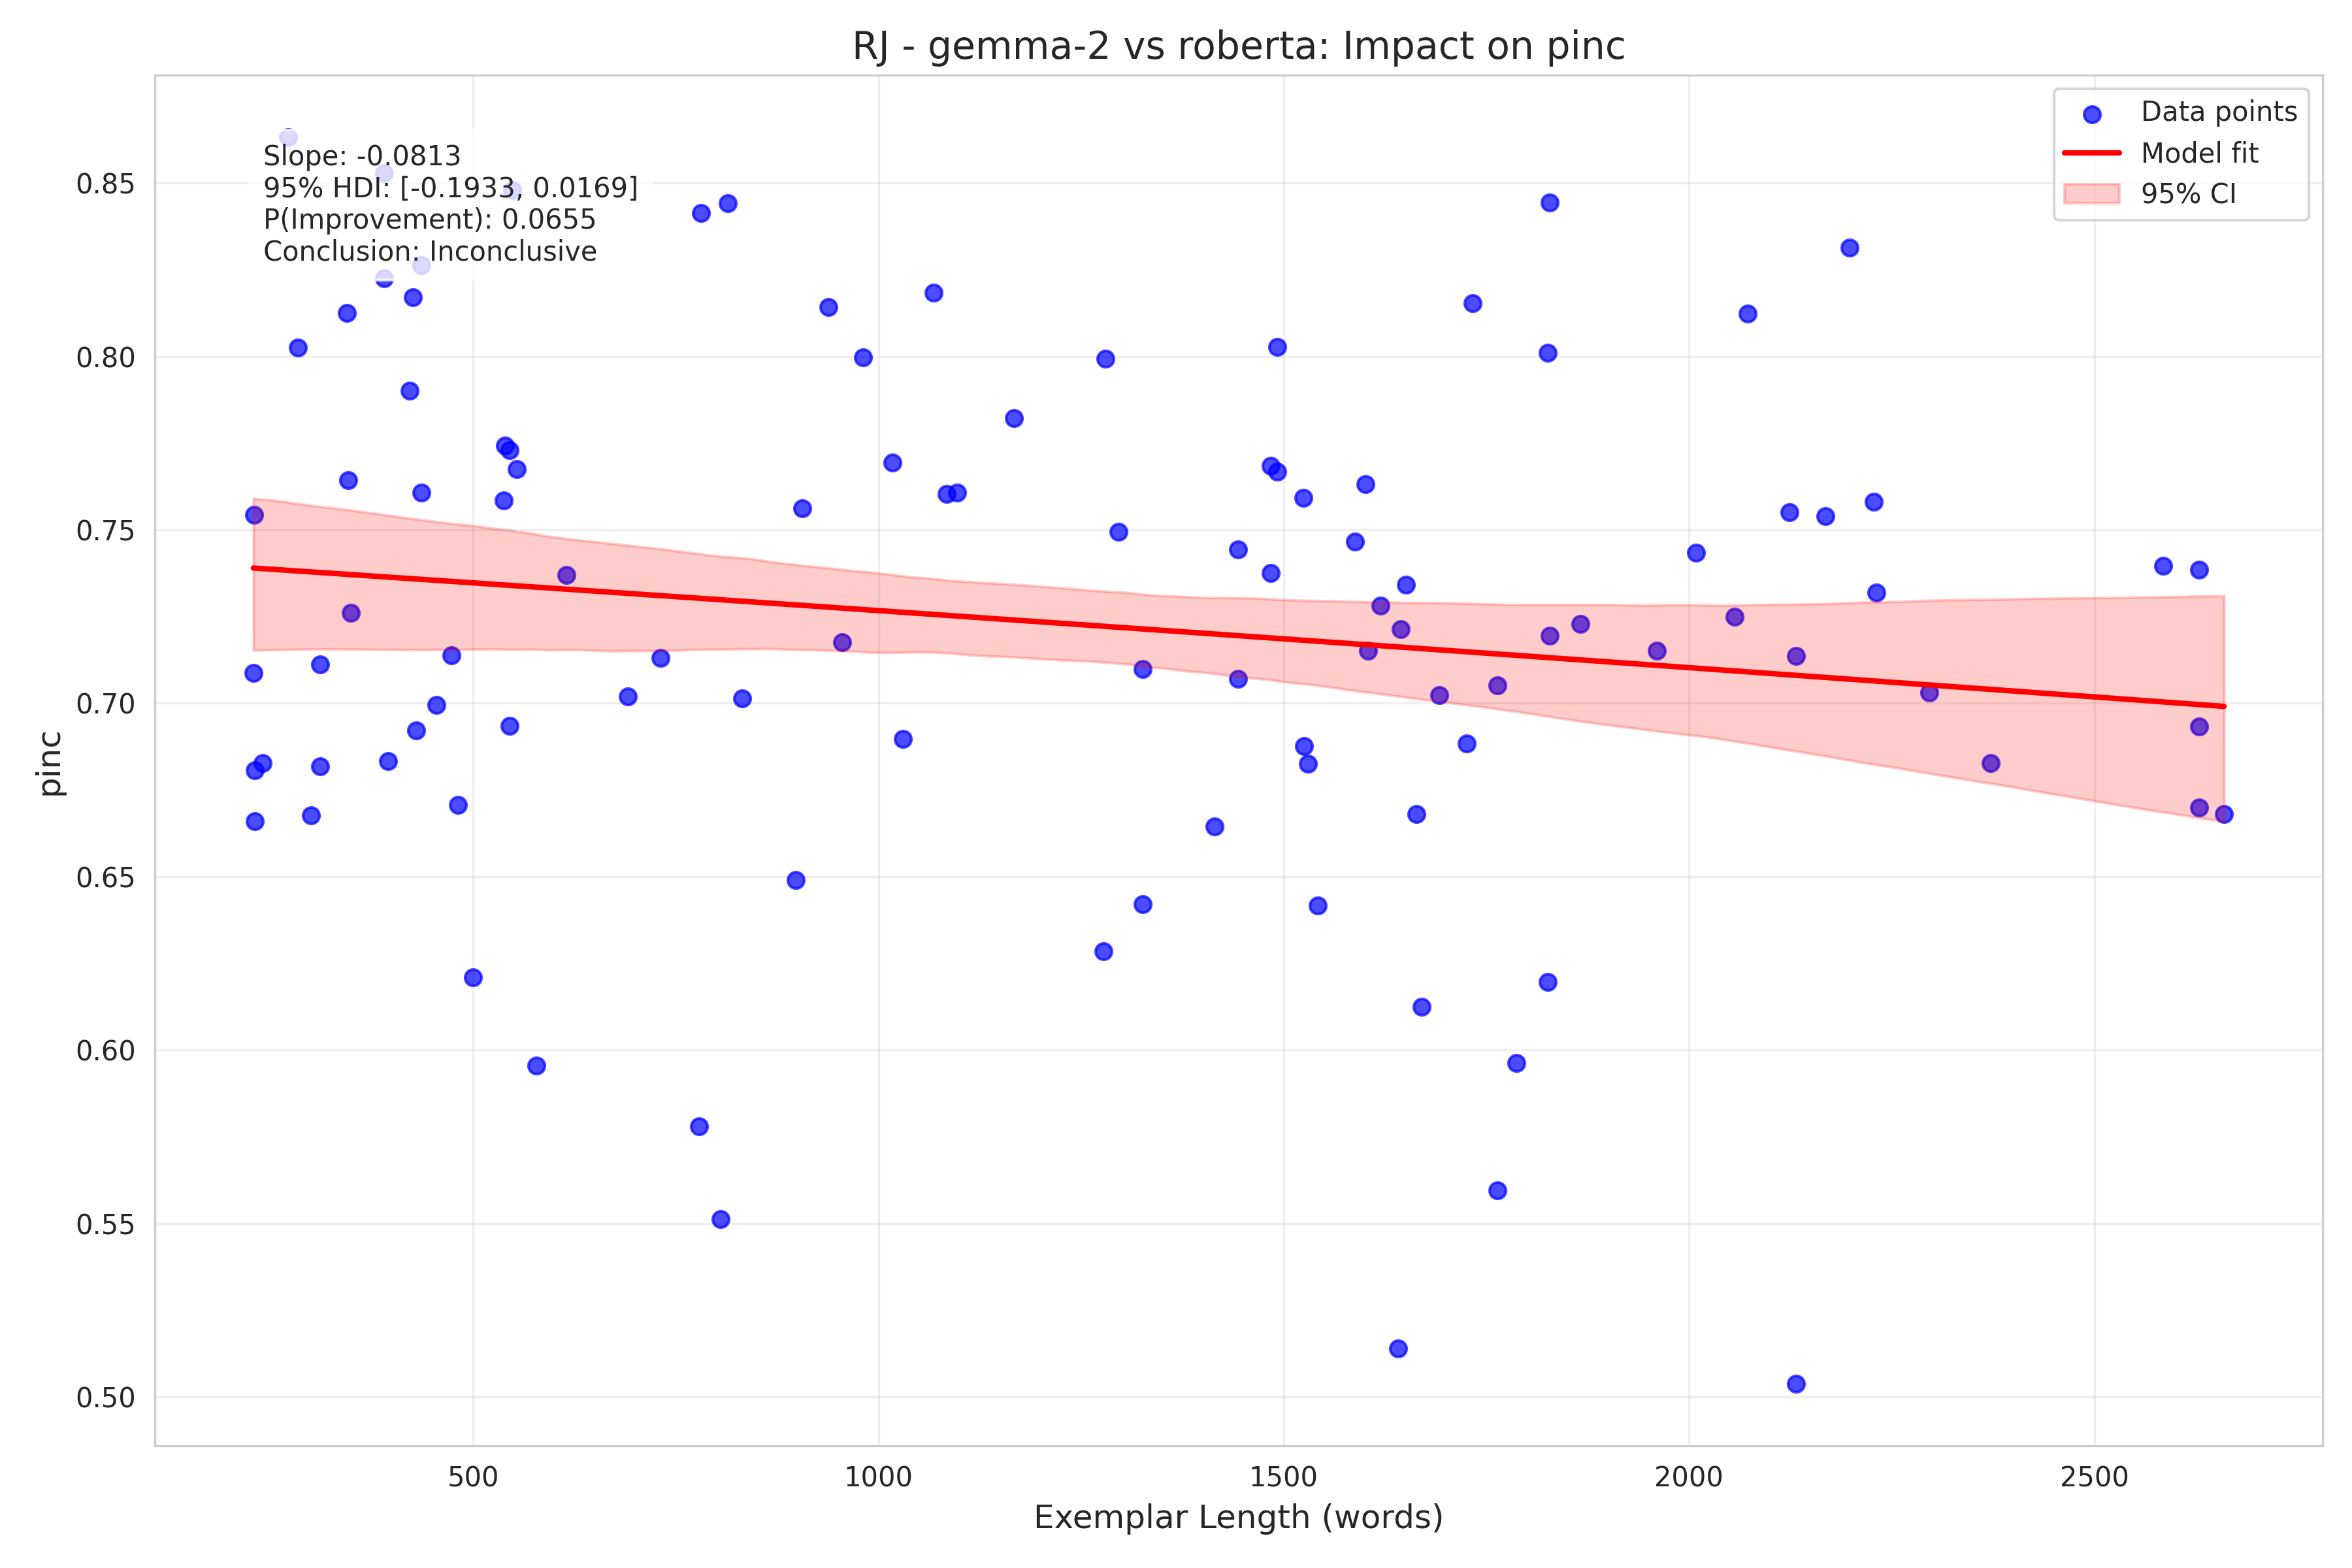 RJ - gemma-2 vs roberta: Impact on pinc
Data points
Model fit
95% CI
Slope: -0.0813
95% HDI: [-0.1933, 0.0169]
P(Improvement): 0.0655
Conclusion: Inconclusive
pinc
0.85
0.80
0.75
0.70
0.65
0.60
0.55
0.50
500 1000 1500 2000 2500
Exemplar Length (words)